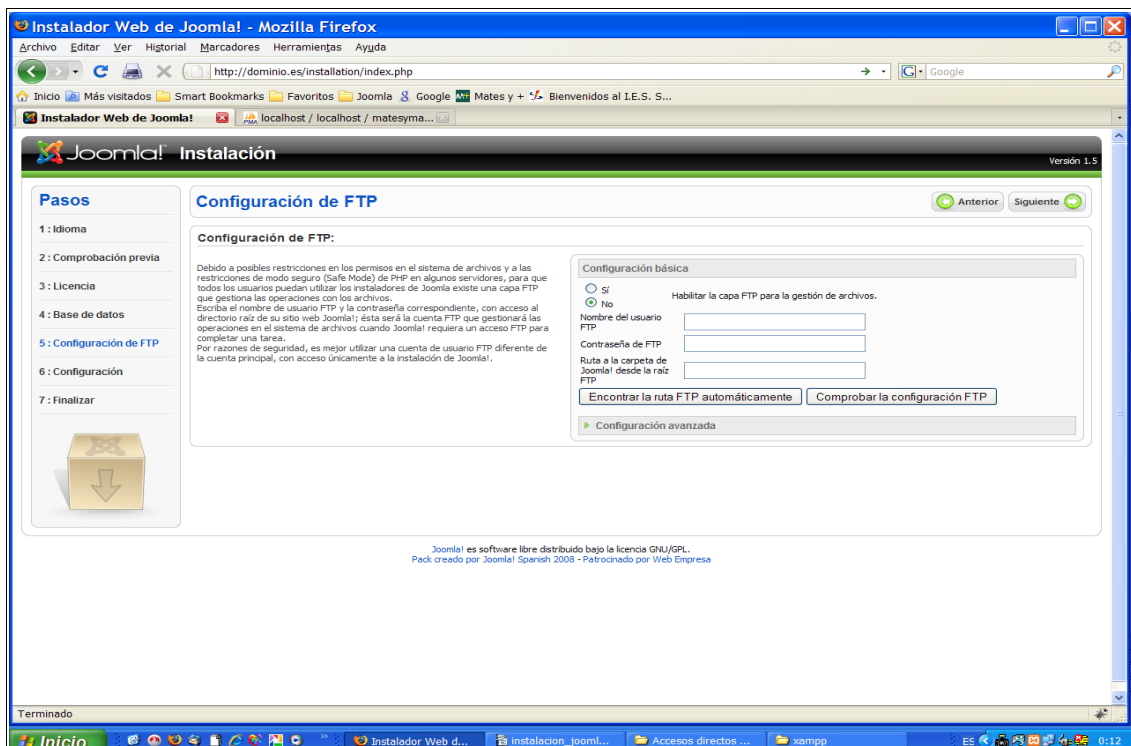 Instalador Web de Joomla! - Mozilla Firefox
Archivo Editar Ver Historial Marcadores Herramientas Ayuda
http://dominio.es/installation/index.php
G Google
Inicio Más visitados Smart Bookmarks Favoritos Joomla Google Mates y + Bienvenidos al I.E.S. S...
Instalador Web de Joomla! localhost / localhost / matesyma...
Joomla! Instalación
Versión 1.5
Pasos
1 : Idioma
2 : Comprobación previa
3 : Licencia
4 : Base de datos
5 : Configuración de FTP
6 : Configuración
7 : Finalizar
Configuración de FTP
Anterior Siguiente
Configuración de FTP:
Debido a posibles restricciones en los permisos en el sistema de archivos y a las
restricciones de modo seguro (Safe Mode) de PHP en algunos servidores, para que
todos los usuarios puedan utilizar los instaladores de Joomla existe una capa FTP
que gestiona las operaciones con los archivos.
Escriba el nombre de usuario FTP y la contraseña correspondiente, con acceso al
directorio raíz de su sitio web Joomla!; ésta será la cuenta FTP que gestionará las
operaciones en el sistema de archivos cuando Joomla! requiera un acceso FTP para
completar una tarea.
Por razones de seguridad, es mejor utilizar una cuenta de usuario FTP diferente de
la cuenta principal, con acceso únicamente a la instalación de Joomla!.
Configuración básica
Sí
No
Habilitar la capa FTP para la gestión de archivos.
Nombre del usuario
FTP
Contraseña de FTP
Ruta a la carpeta de
Joomla! desde la raíz
FTP
Encontrar la ruta FTP automáticamente Comprobar la configuración FTP
Configuración avanzada
Joomla! es software libre distribuido bajo la licencia GNU/GPL.
Pack creado por Joomla! Spanish 2008 - Patrocinado por Web Empresa
Terminado
Inicio Instalador Web d... instalacion_jooml... Accesos directos ... xampp ES 0:12